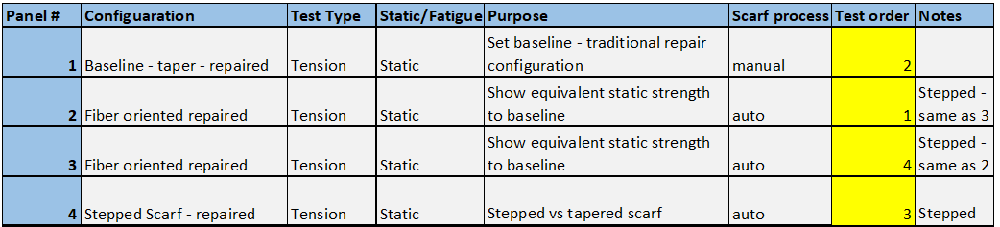 Panel # Configuaration Test Type Static/Fatigue Purpose Scarf process Test order Notes
Set baseline - traditional repair
1 Baseline - taper - repaired Tension Static configuration manual 2
Show equivalent static strength Stepped -
2 Fiber oriented repaired Tension Static to baseline auto 1 same as 3
Show equivalent static strength Stepped -
3 Fiber oriented repaired Tension Static to baseline auto 4 same as 2
4 Stepped Scarf - repaired Tension Static Stepped vs tapered scarf auto 3 Stepped